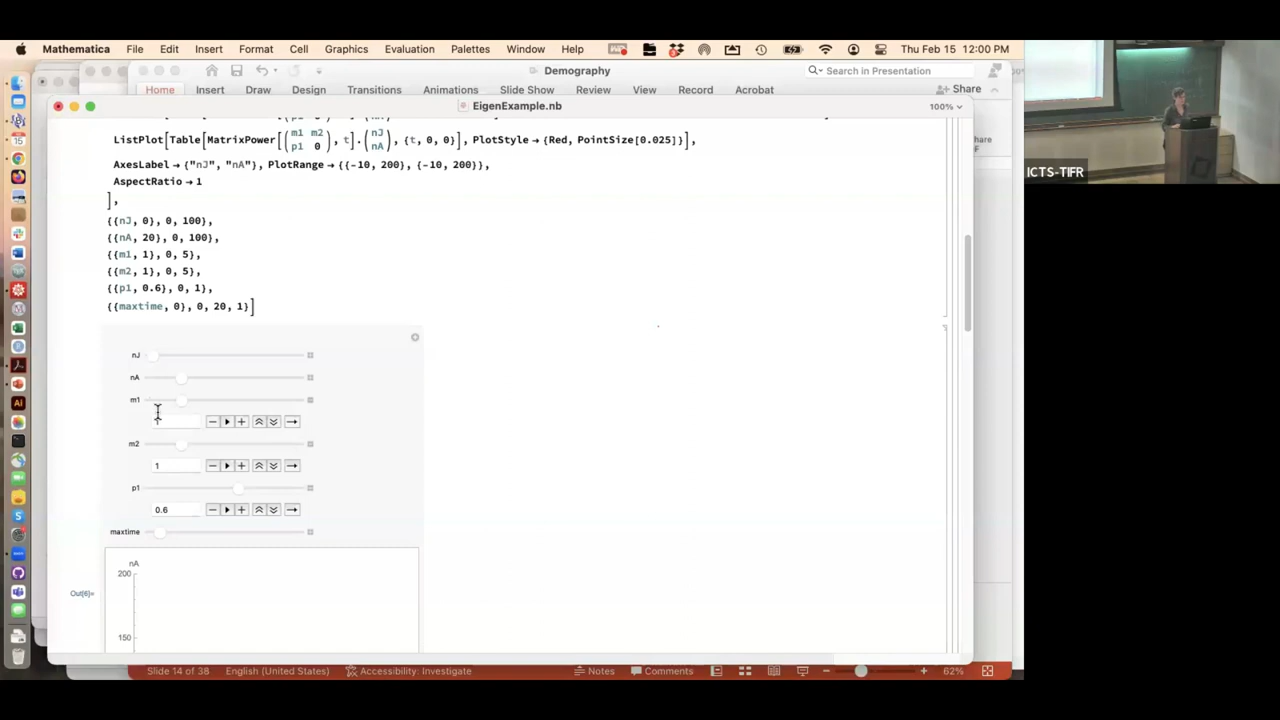 Mathematica File Edit Insert Format Cell Graphics Evaluation Palettes Window Help Thu Feb 15 12:00 PM
Demography
Search in Presentation
Home Insert Draw Design Transitions Animations Slide Show Review View Record Acrobat Share
EigenExample.nb
100%
ListPlot[Table[MatrixPower[(m1 m2
p1 0), t].(nJ
nA), {t, 0, 0}], PlotStyle → {Red, PointSize[0.025]}],
AxesLabel → {"nJ", "nA"}, PlotRange → {{-10, 200}, {-10, 200}},
AspectRatio → 1
],
{{nJ, 0}, 0, 100},
{{nA, 20}, 0, 100},
{{m1, 1}, 0, 5},
{{m2, 1}, 0, 5},
{{p1, 0.6}, 0, 1},
{{maxtime, 0}, 0, 20, 1}]
nJ
nA
m1
m2
1
p1
0.6
maxtime
nA
200
150
Out[6]=
Slide 14 of 38 English (United States) Accessibility: Investigate Notes Comments 62%
ICTS-TIFR